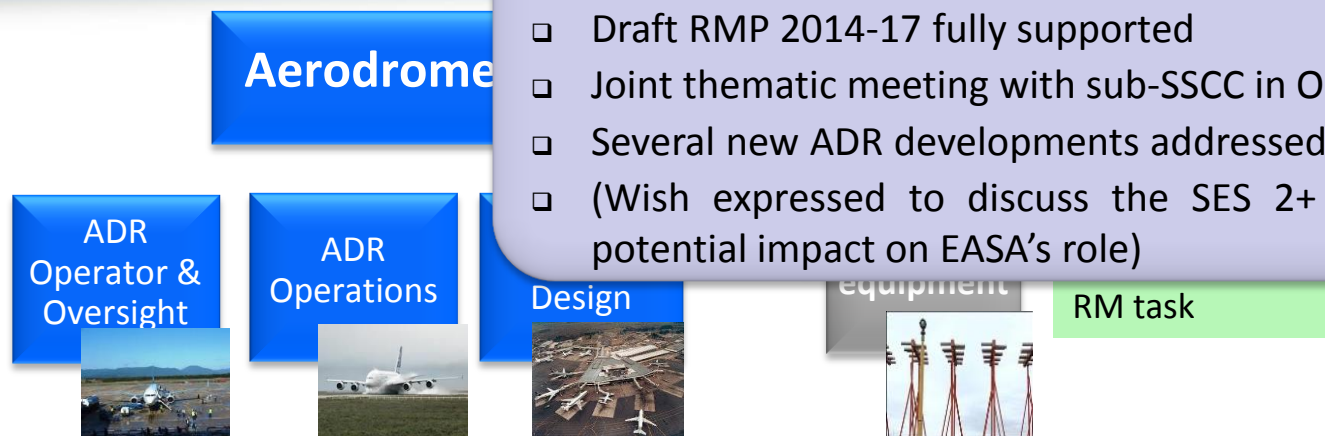 Draft RMP 2014-17 fully supported
Aerodrome
Joint thematic meeting with sub-SSCC in O
Several new ADR developments addressed
(Wish expressed to discuss the SES 2+
potential impact on EASA's role)
ADR
Operator &
Oversight
ADR
Operations
Design
equipment
RM task